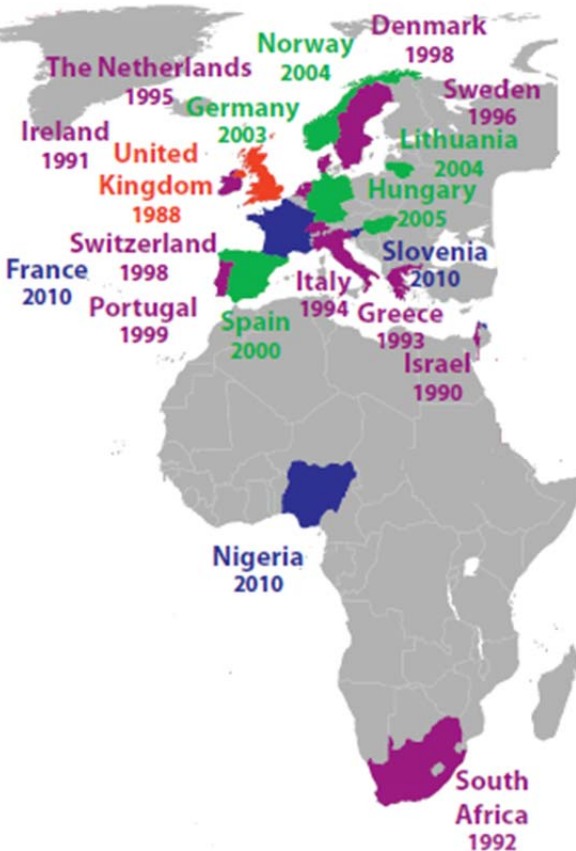 Denmark
1998
Norway
2004
The Netherlands
1995
Sweden
1996
Germany
2003
Ireland
1991
Lithuania
2004
United
Kingdom
1988
Hungary
2005
Switzerland
1998
Slovenia
2010
France
2010
Italy
1994
Portugal
1999
Greece
1993
Spain
2000
Israel
1990
Nigeria
2010
South
Africa
1992